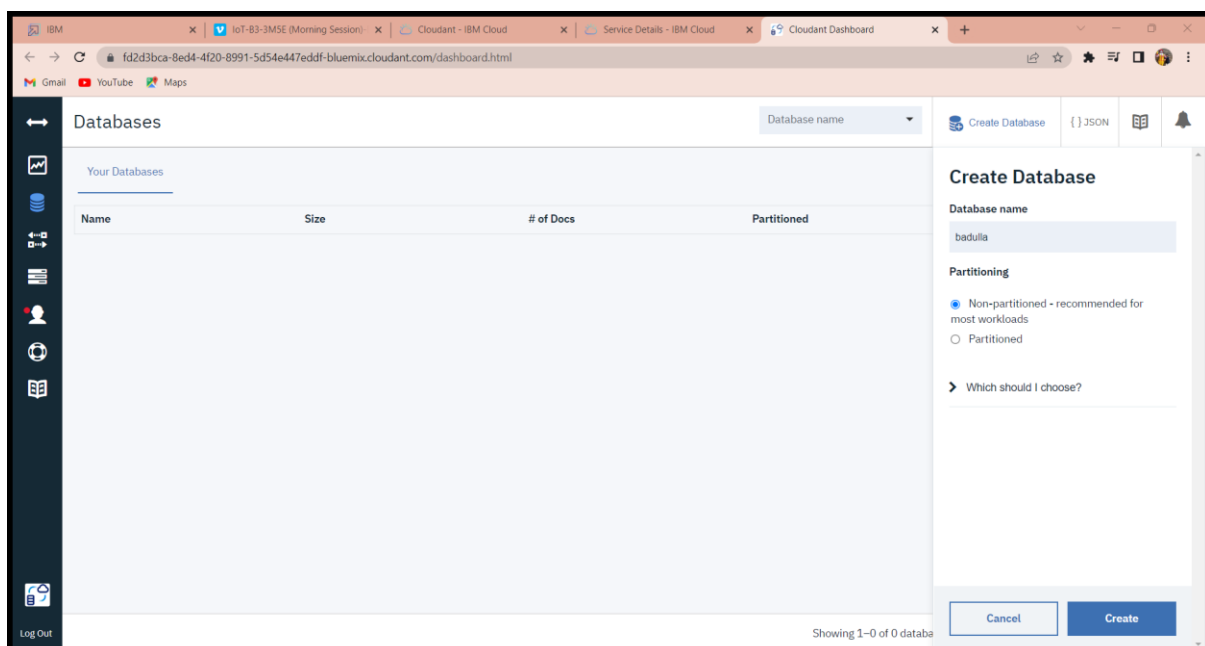 IBM
IoT-B3-3M5E (Morning Session)
Cloudant - IBM Cloud
Service Details - IBM Cloud
Cloudant Dashboard
fd2d3bca-8ed4-4f20-8991-5d54e447eddf-bluemix.cloudant.com/dashboard.html
Gmail
YouTube
Maps
Databases
Database name
Create Database
{ } JSON
Your Databases
Name
Size
# of Docs
Partitioned
Create Database
Database name
badulla
Partitioning
Non-partitioned - recommended for
most workloads
Partitioned
Which should I choose?
Cancel
Create
Log Out
Showing 1–0 of 0 databa